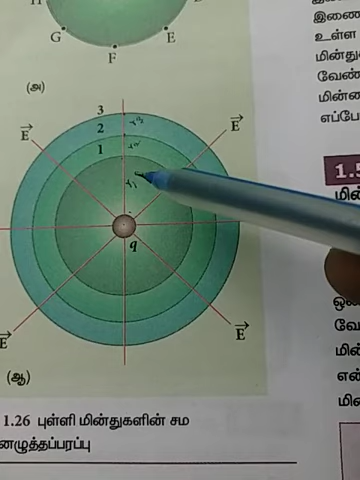 G
E
F
(அ)
3
2
1
E
E
q
E
E
(ஆ)
1.26 புள்ளி மின்துகளின் சம
னழுத்தப்பரப்பு
இணை
உள்ள
மின்து
வேண்
மின்னை
எப்பே
1.5
மின்
வே
மின்
என்
மின